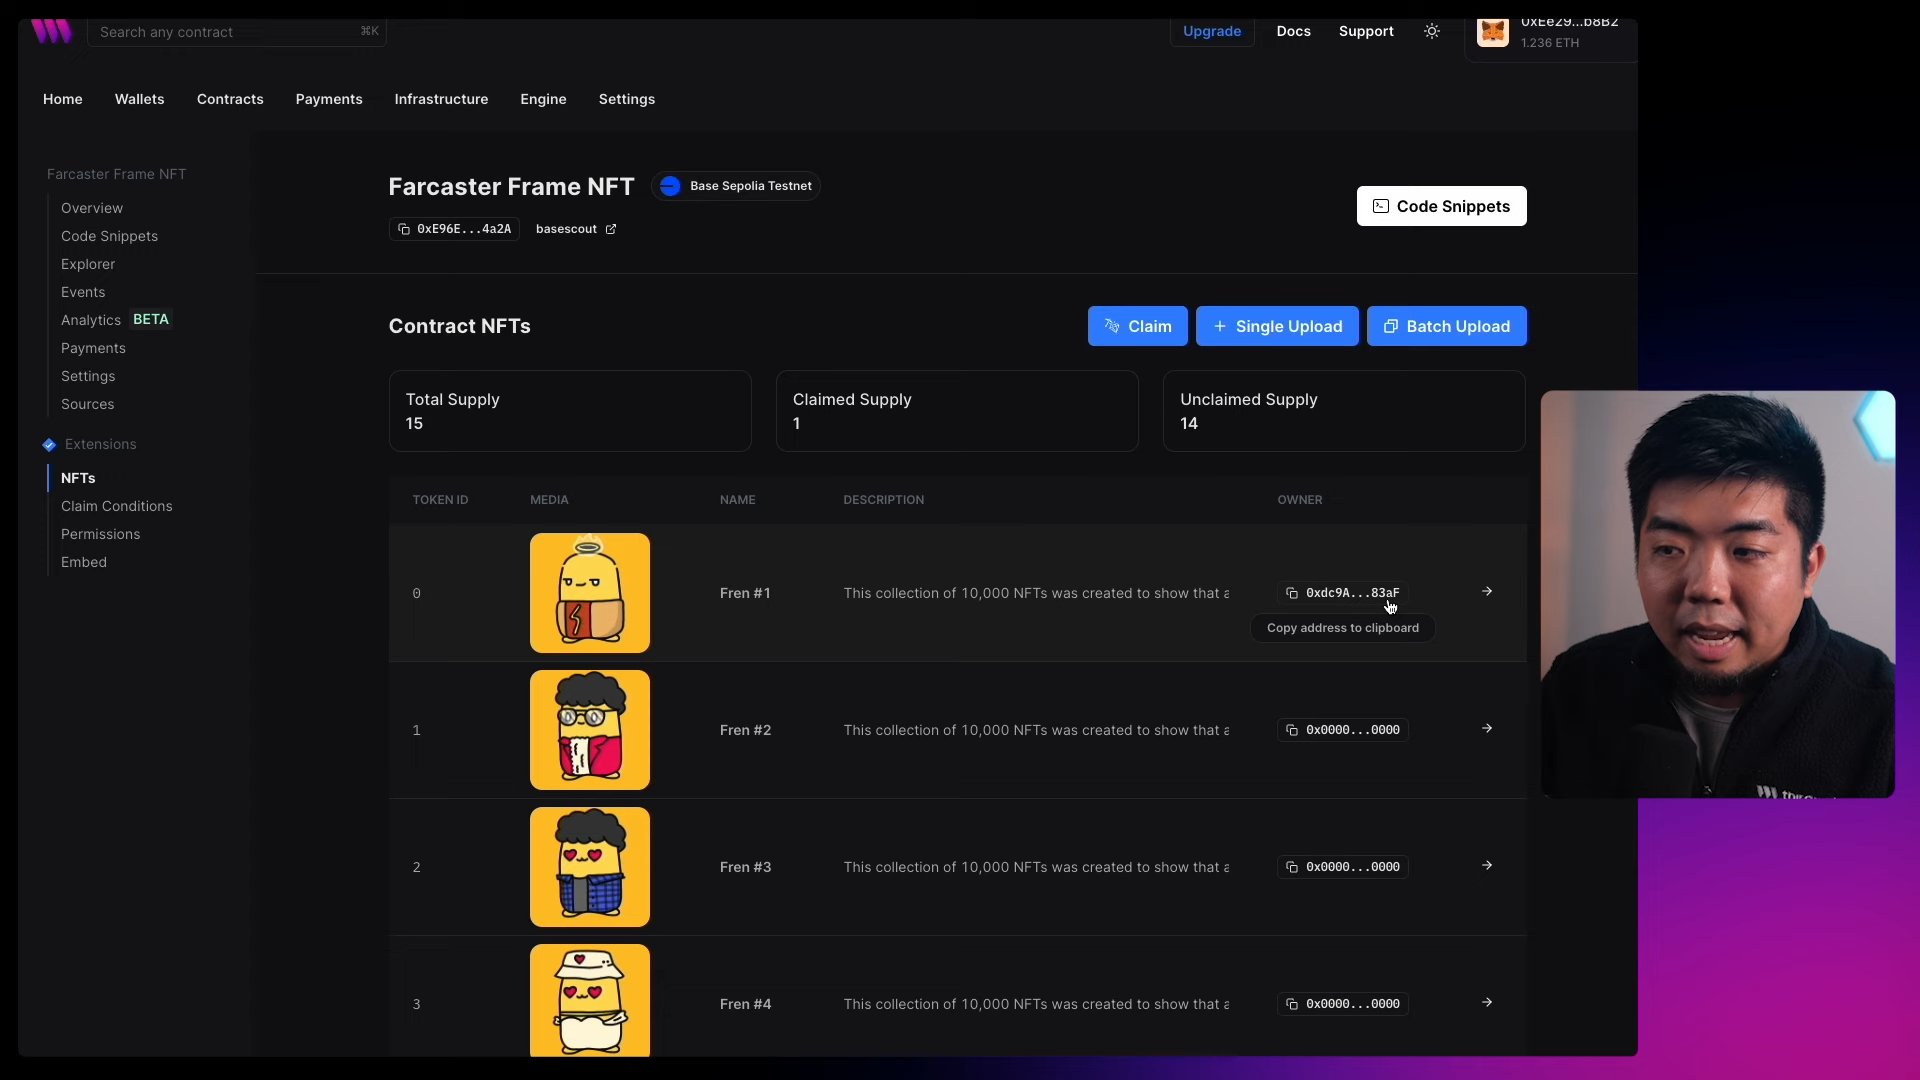 Search any contract
⌘K
Upgrade
Docs
Support
0xEe29...b8B2
1.236 ETH
Home
Wallets
Contracts
Payments
Infrastructure
Engine
Settings
Farcaster Frame NFT
Overview
Code Snippets
Explorer
Events
Analytics BETA
Payments
Settings
Sources
Extensions
NFTs
Claim Conditions
Permissions
Embed
Farcaster Frame NFT
Base Sepolia Testnet
0xE96E...4a2A
basescout
Code Snippets
Contract NFTs
Claim
Single Upload
Batch Upload
Total Supply
15
Claimed Supply
1
Unclaimed Supply
14
TOKEN ID
MEDIA
NAME
DESCRIPTION
OWNER
0
Fren #1
This collection of 10,000 NFTs was created to show that a
0xdc9A...83aF
Copy address to clipboard
1
Fren #2
This collection of 10,000 NFTs was created to show that a
0x0000...0000
2
Fren #3
This collection of 10,000 NFTs was created to show that a
0x0000...0000
3
Fren #4
This collection of 10,000 NFTs was created to show that a
0x0000...0000